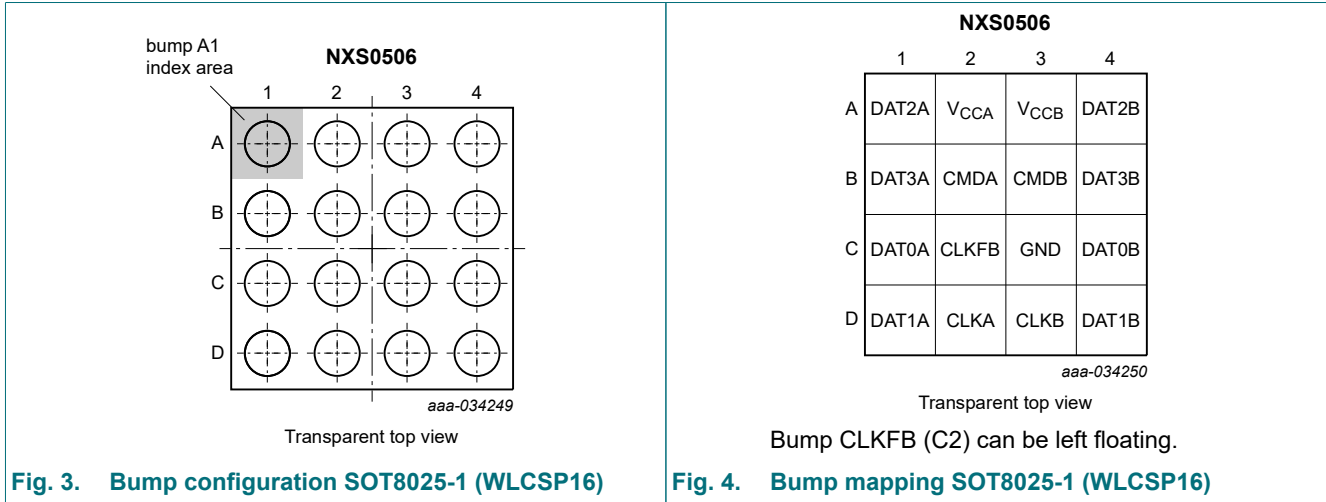 bump A1
index area
NXS0506
1 2 3 4
A
B
C
D
aaa-034249
Transparent top view
Fig. 3. Bump configuration SOT8025-1 (WLCSP16)
NXS0506
1 2 3 4
A DAT2A VCCA VCCB DAT2B
B DAT3A CMDA CMDB DAT3B
C DAT0A CLKFB GND DAT0B
D DAT1A CLKA CLKB DAT1B
aaa-034250
Transparent top view
Bump CLKFB (C2) can be left floating.
Fig. 4. Bump mapping SOT8025-1 (WLCSP16)